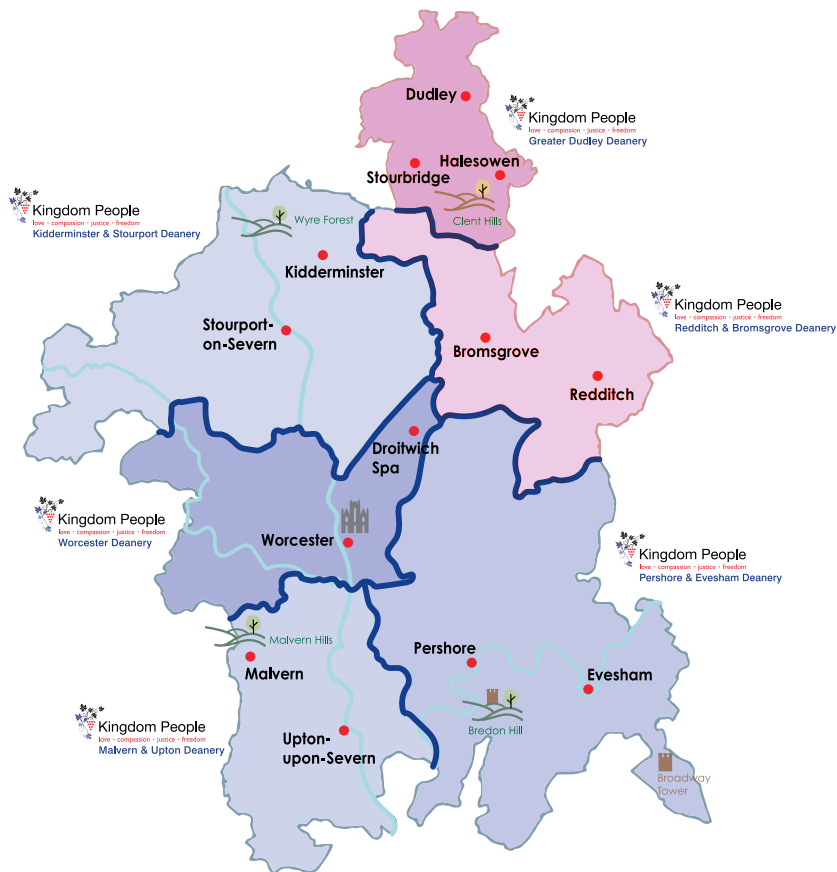 Dudley
Kingdom People
love · compassion · justice · freedom
Greater Dudley Deanery
Halesowen
Stourbridge
Kingdom People
love · compassion · justice · freedom
Kidderminster & Stourport Deanery
Wyre Forest
Clent Hills
Kidderminster
Kingdom People
love · compassion · justice · freedom
Redditch & Bromsgrove Deanery
Stourport-
on-Severn
Bromsgrove
Redditch
Droitwich
Spa
Kingdom People
love · compassion · justice · freedom
Worcester Deanery
Worcester
Kingdom People
love · compassion · justice · freedom
Pershore & Evesham Deanery
Malvern Hills
Malvern
Pershore
Evesham
Kingdom People
love · compassion · justice · freedom
Malvern & Upton Deanery
Upton-
upon-Severn
Bredon Hill
Broadway
Tower